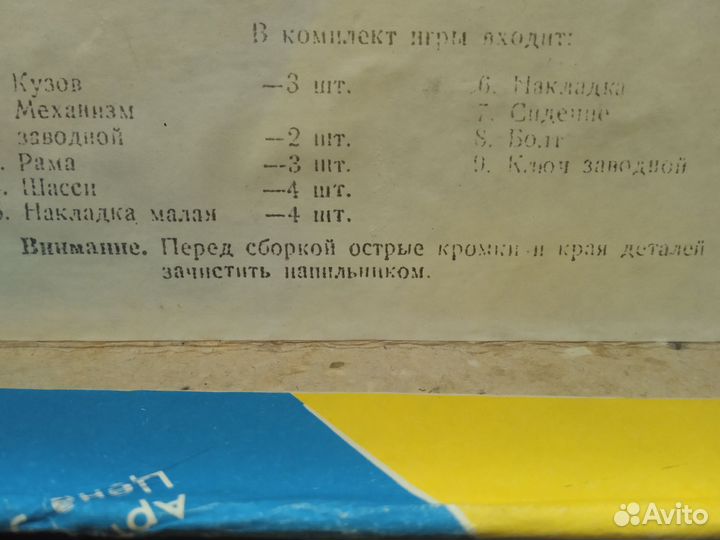 В комплект игры входит:
Кузов —3 шт.
Механизм
заводной —2 шт.
. Рама —3 шт.
. Шасси —4 шт.
. Накладка малая —4 шт.
6. Накладка
7. Сидение
8. Болт
9. Ключ заводной
Внимание. Перед сборкой острые кромки и края деталей
зачистить напильником.
Цена
Avito